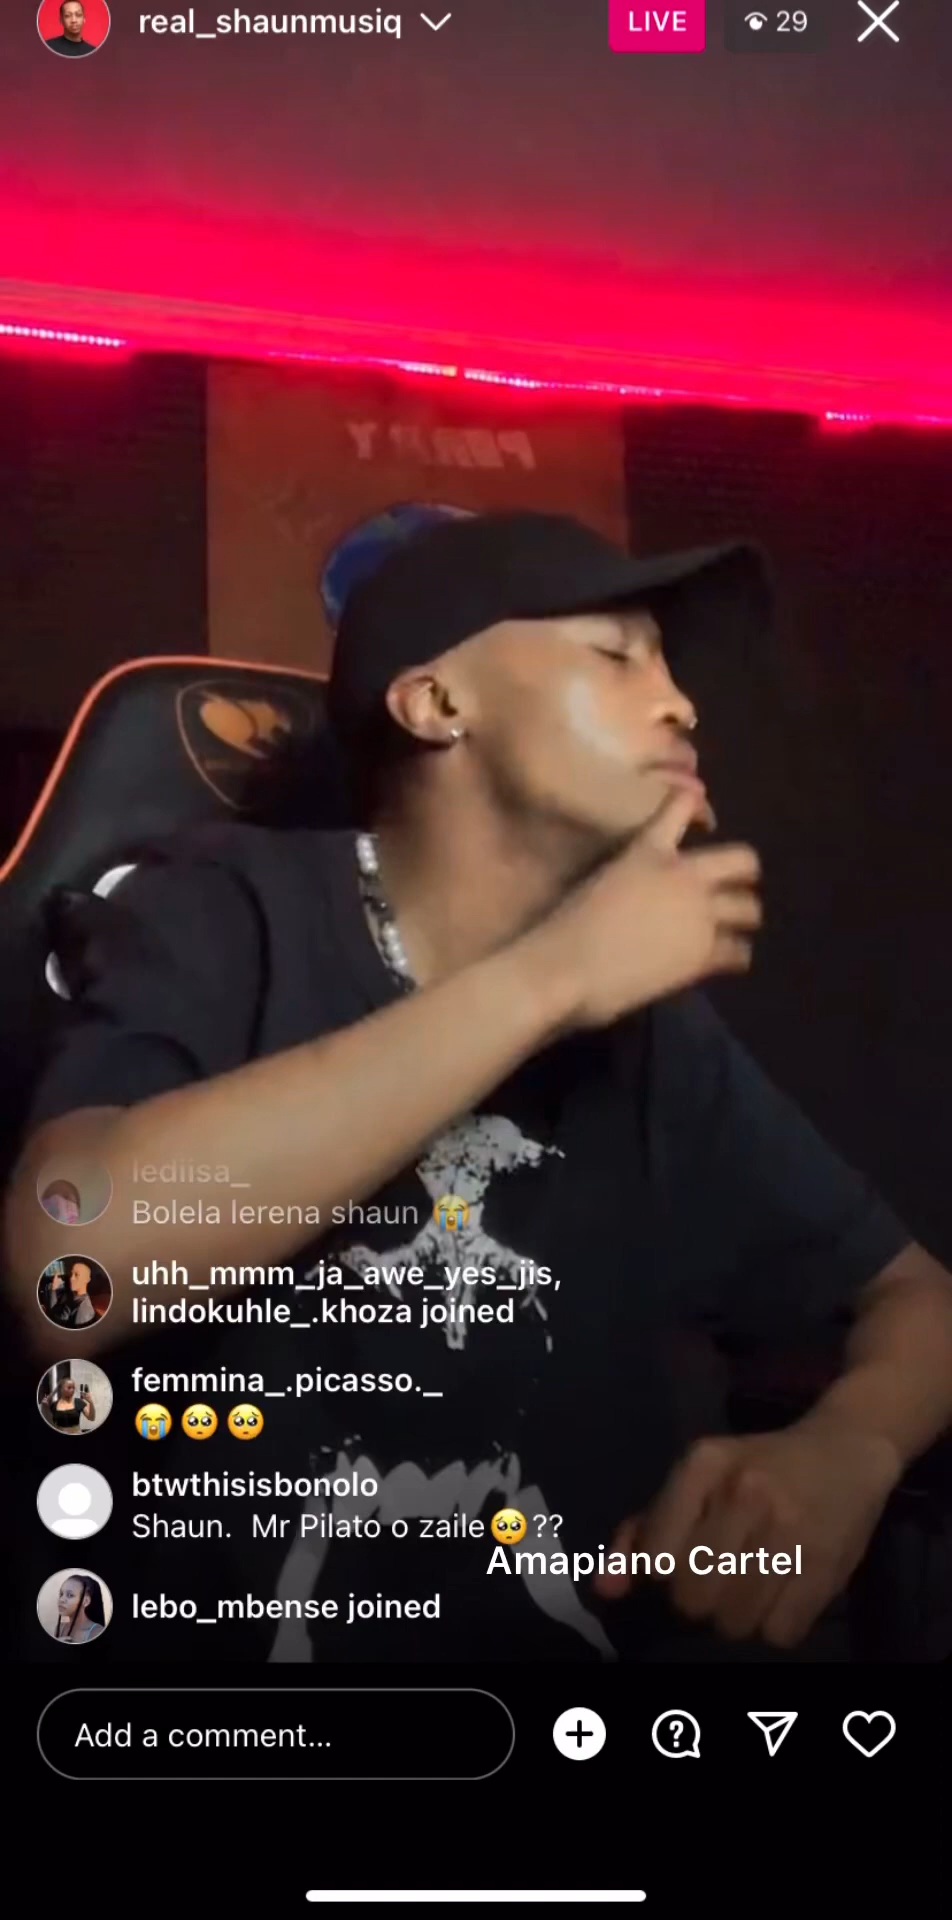 real_shaunmusiq
LIVE
29
lediisa_
Bolela lerena shaun 😭
uhh_mmm_ja_awe_yes_jis,
lindokuhle_.khoza joined
femmina_.picasso._
😭🥺🥺
btwthisisbonolo
Shaun.  Mr Pilato o zaile🥺??
Amapiano Cartel
lebo_mbense joined
Add a comment...